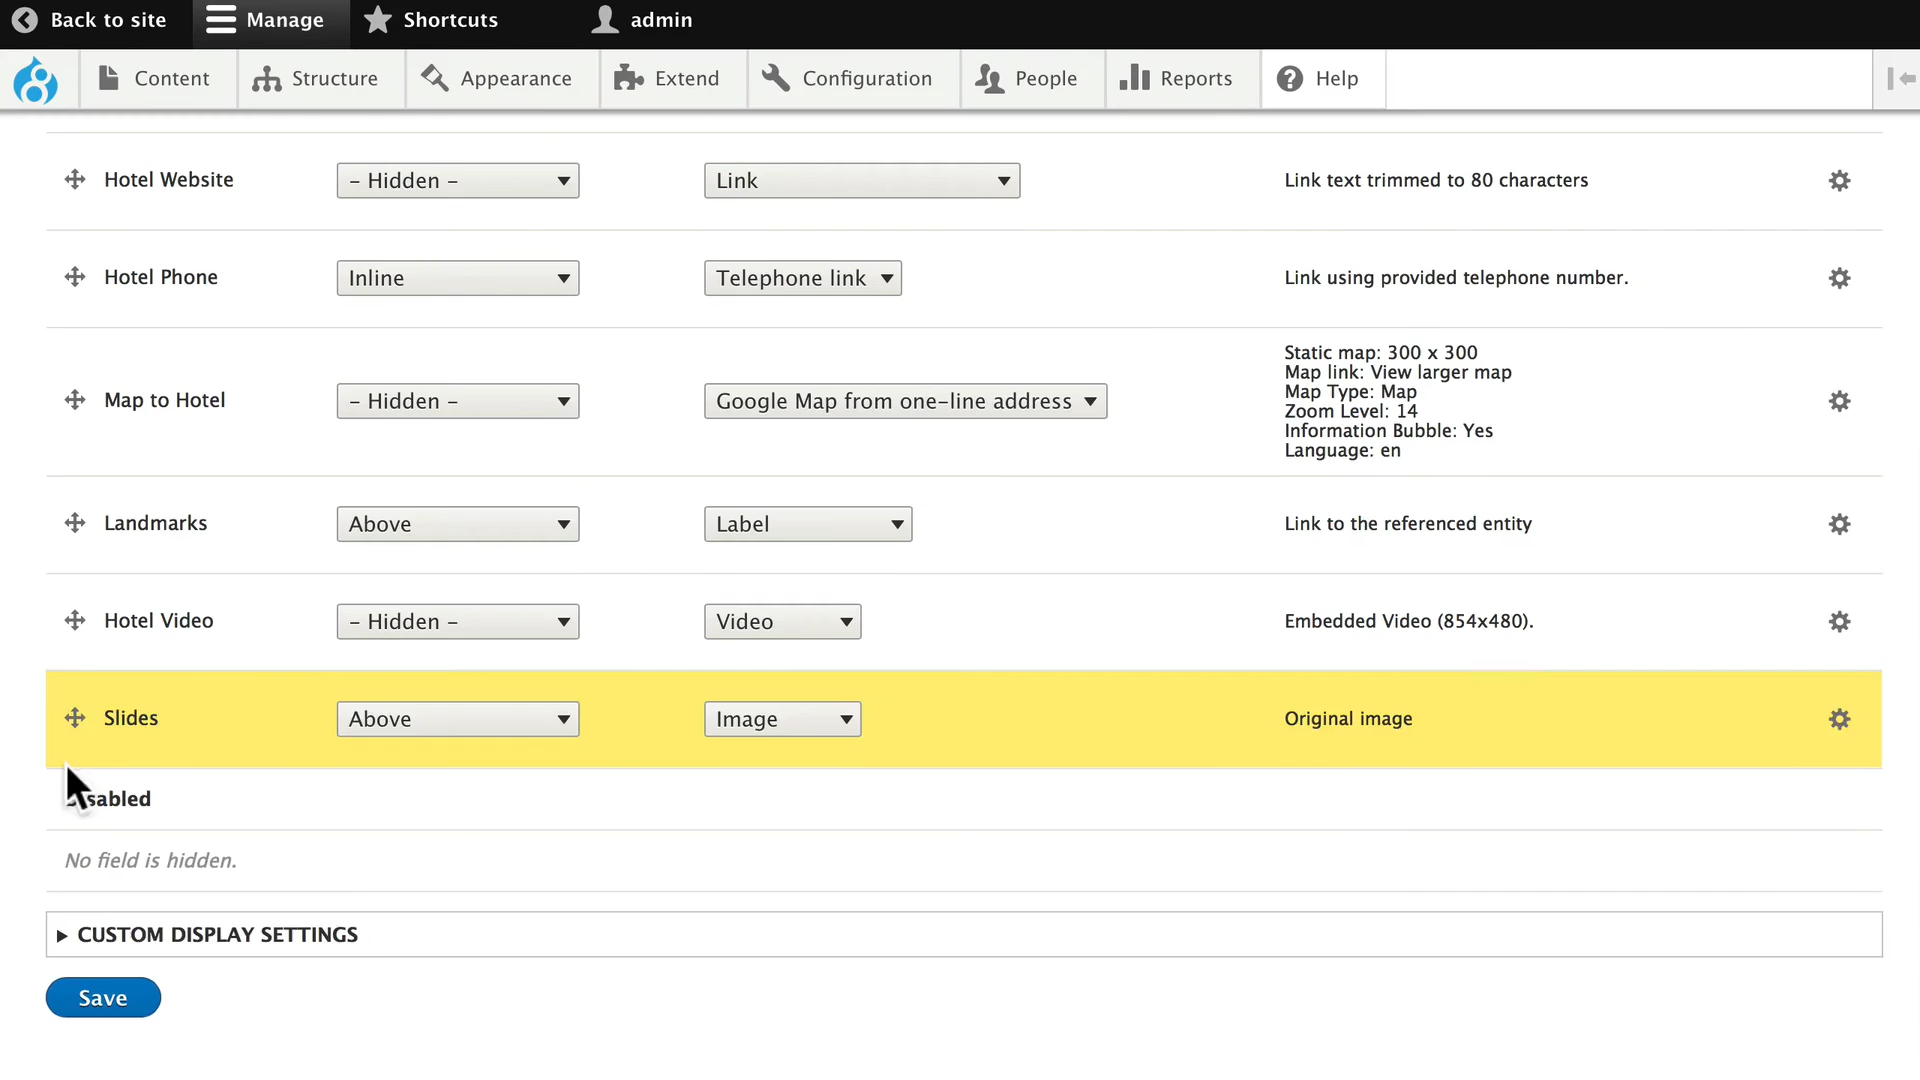 Back to site Manage Shortcuts admin
Content Structure Appearance Extend Configuration People Reports Help
Hotel Website - Hidden - Link Link text trimmed to 80 characters
Hotel Phone Inline Telephone link Link using provided telephone number.
Map to Hotel - Hidden - Google Map from one-line address
Static map: 300 x 300
Map link: View larger map
Map Type: Map
Zoom Level: 14
Information Bubble: Yes
Language: en
Landmarks Above Label Link to the referenced entity
Hotel Video - Hidden - Video Embedded Video (854x480).
Slides Above Image Original image
sabled
No field is hidden.
CUSTOM DISPLAY SETTINGS
Save